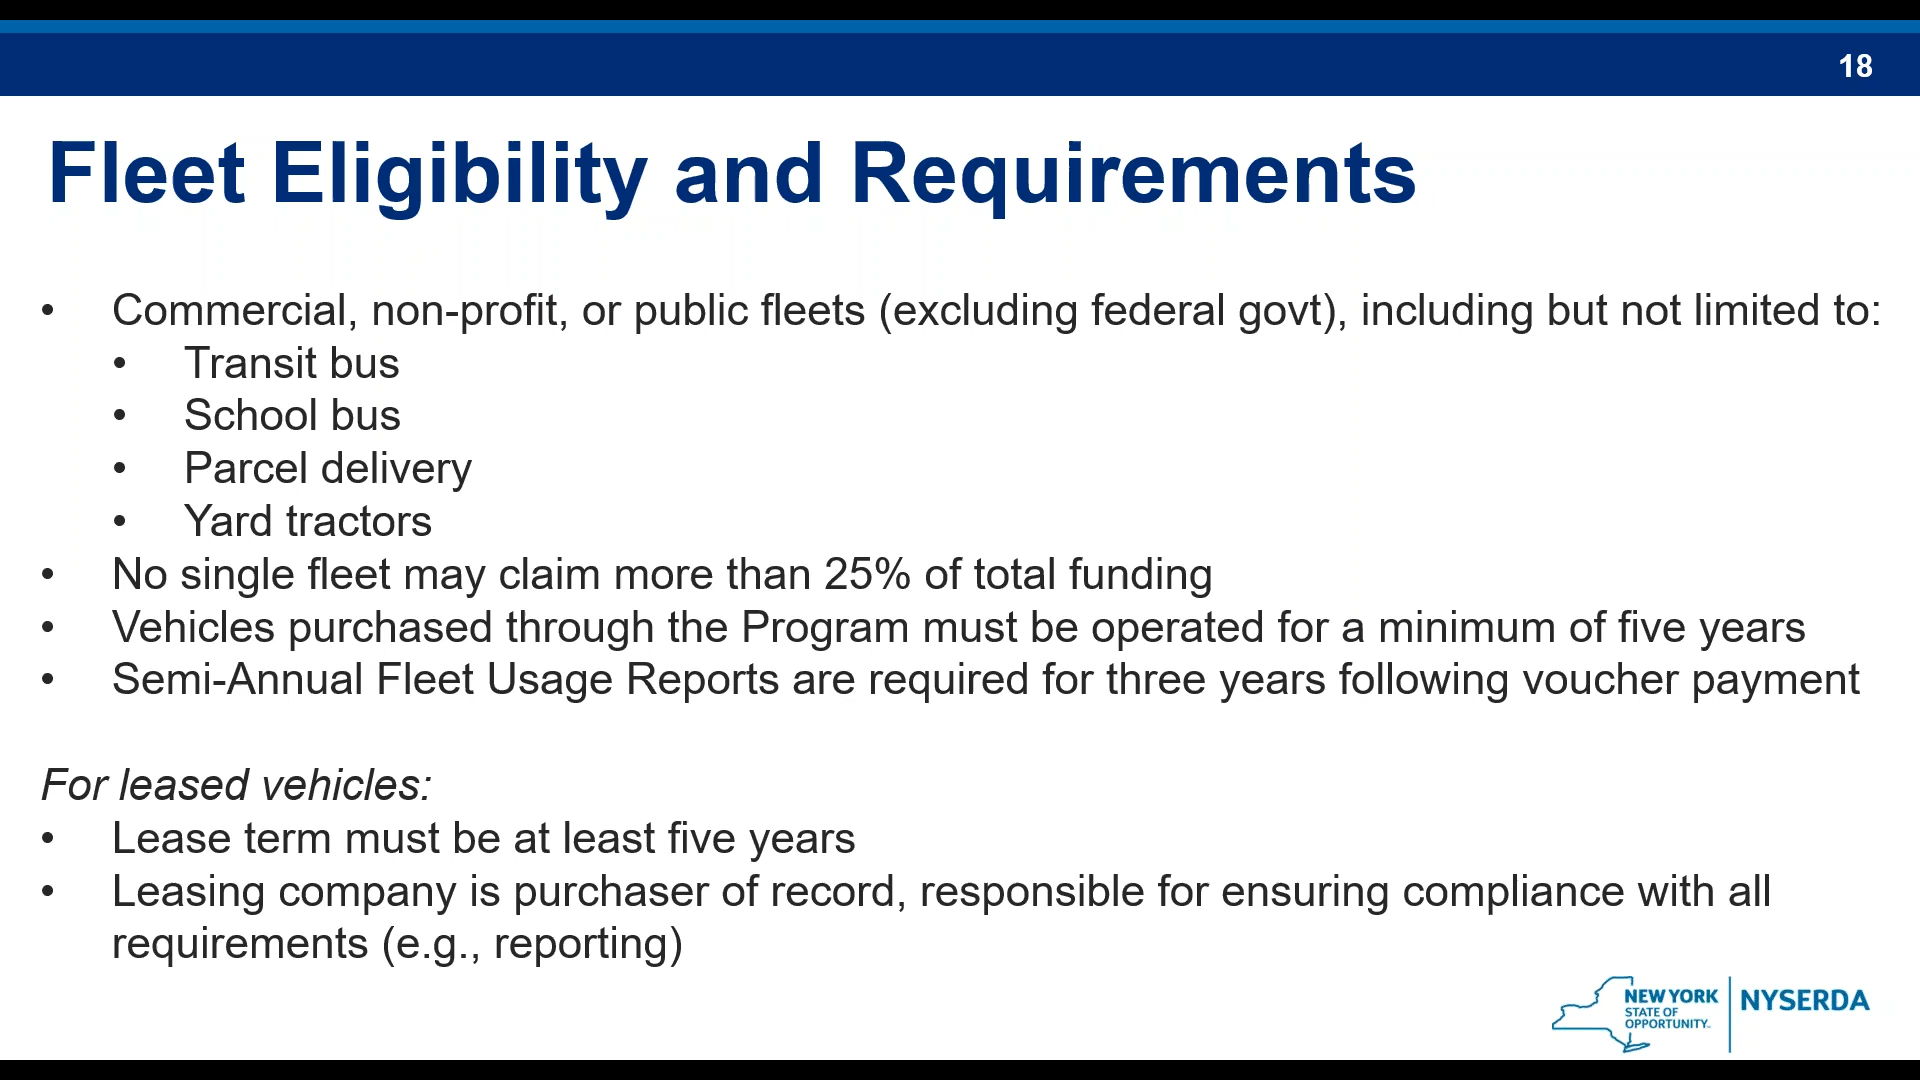 18
Fleet Eligibility and Requirements
• Commercial, non-profit, or public fleets (excluding federal govt), including but not limited to:
• Transit bus
• School bus
• Parcel delivery
• Yard tractors
• No single fleet may claim more than 25% of total funding
• Vehicles purchased through the Program must be operated for a minimum of five years
• Semi-Annual Fleet Usage Reports are required for three years following voucher payment
For leased vehicles:
• Lease term must be at least five years
• Leasing company is purchaser of record, responsible for ensuring compliance with all
requirements (e.g., reporting)
NEW YORK
STATE OF
OPPORTUNITY™
NYSERDA